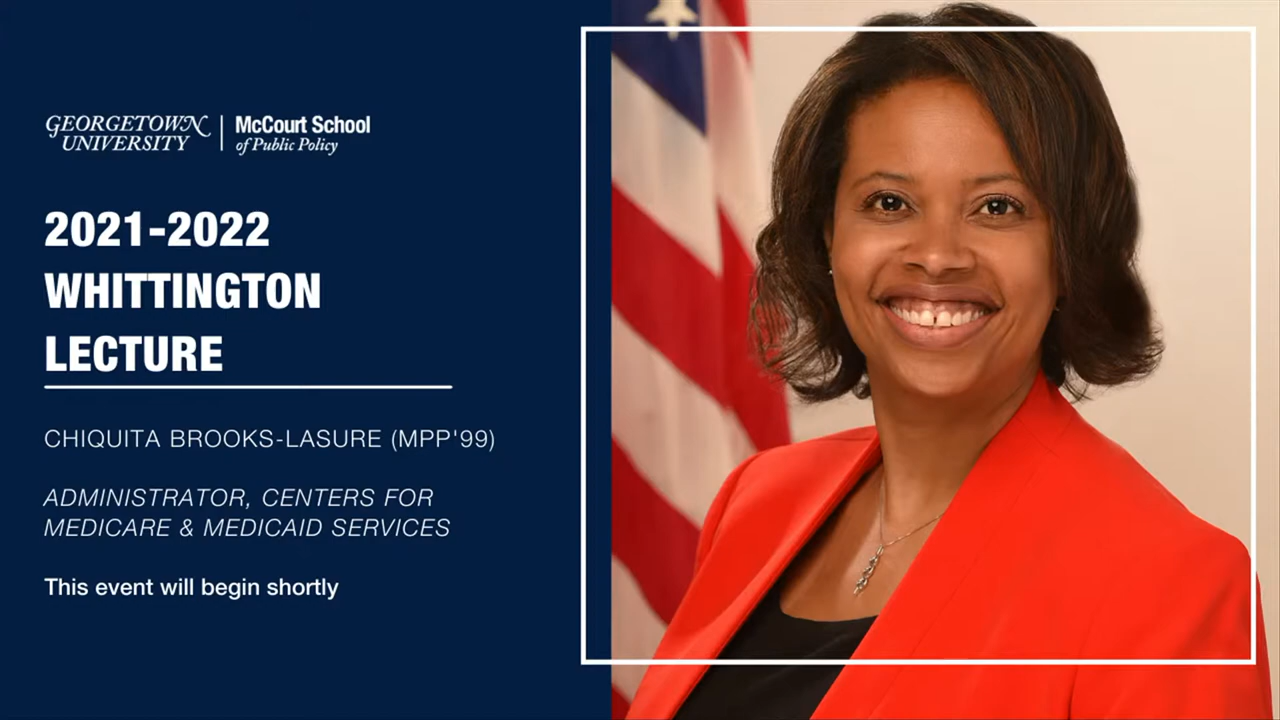 GEORGETOWN UNIVERSITY
McCourt School of Public Policy
2021-2022
WHITTINGTON
LECTURE
CHIQUITA BROOKS-LASURE (MPP'99)
ADMINISTRATOR, CENTERS FOR
MEDICARE & MEDICAID SERVICES
This event will begin shortly